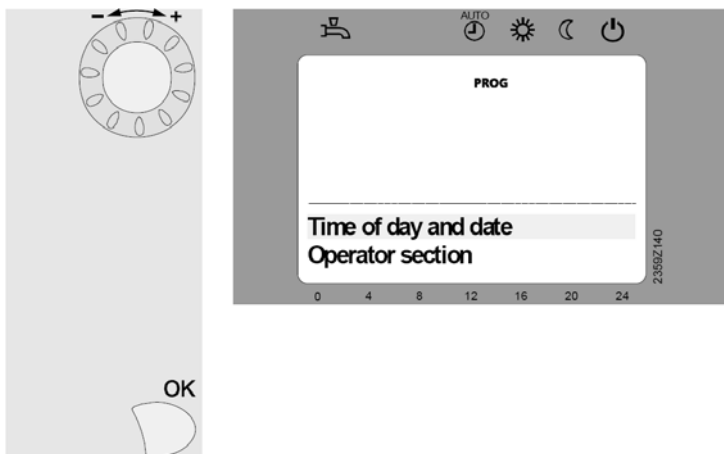 - +
OK
AUTO
PROG
Time of day and date
Operator section
0 4 8 12 16 20 24
2359Z140